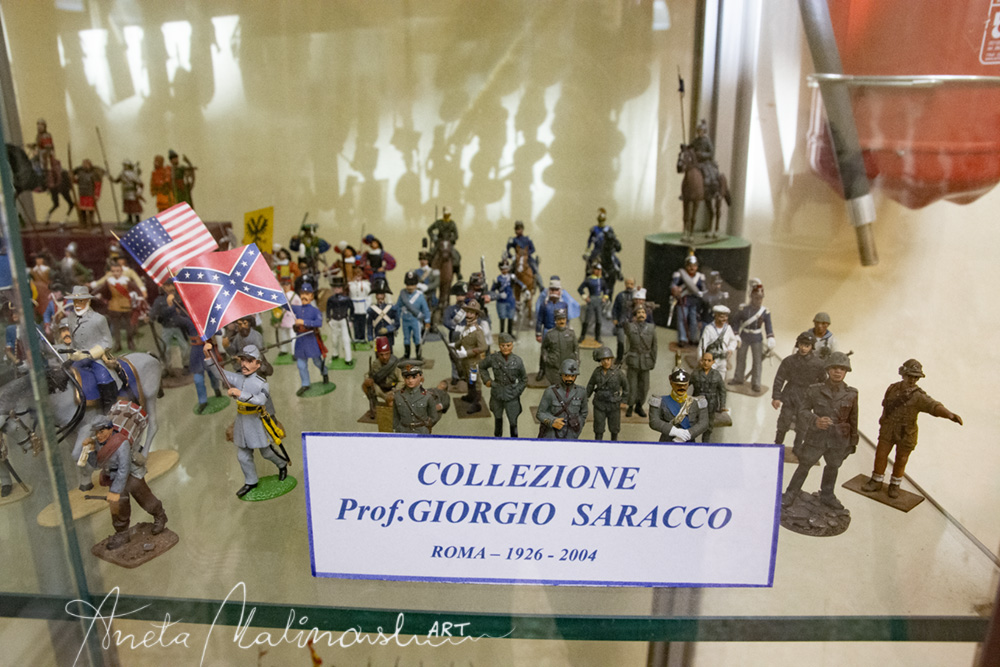 COLLEZIONE
Prof.GIORGIO SARACCO
ROMA – 1926 - 2004
Aneta Malinowska ART